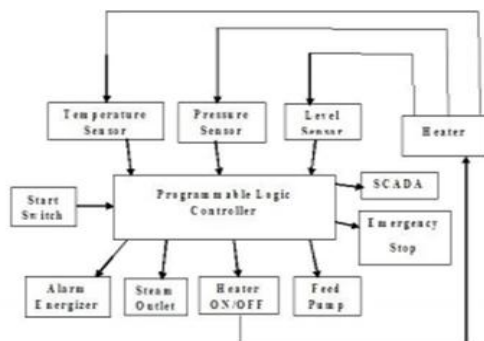 Temperature
Sensor
Pressure
Sensor
Level
Sensor
Heater
Start
Switch
Programmable Logic
Controller
SCADA
Emergency
Stop
Alarm
Energizer
Steam
Outlet
Heater
ON/OFF
Feed
Pump